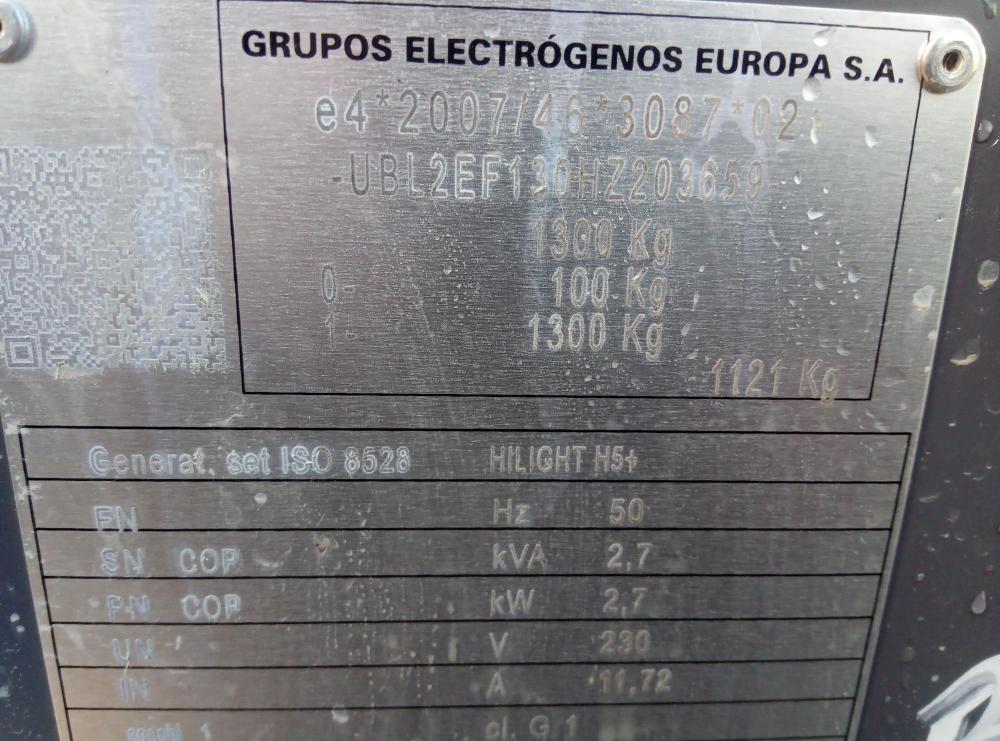 GRUPOS ELECTRÓGENOS EUROPA S.A.
e4*2007/46*3087*02
-UBL2EF130HZ203659-
1300 Kg
0- 100 Kg
1- 1300 Kg
1121 Kg
Generat. set ISO 8528 HILIGHT H5+
FN Hz 50
SN COP kVA 2,7
PN COP kW 2,7
UN V 230
IN A 11,72
cl. G 1